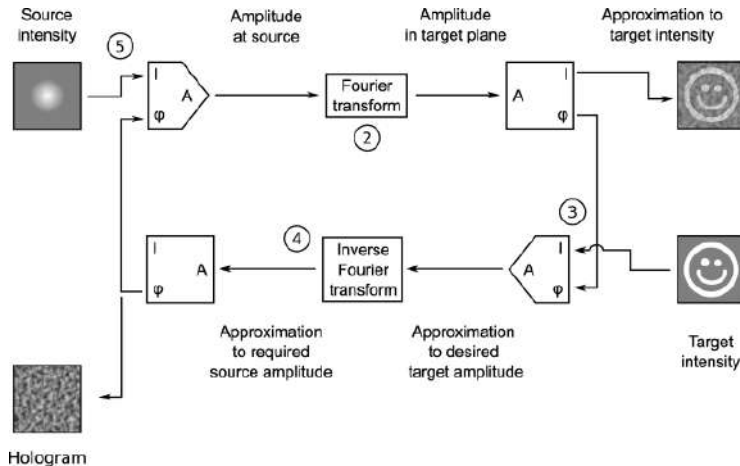 Source
intensity
Amplitude
at source
Amplitude
in target plane
Approximation to
target intensity
5
I
A
φ
Fourier
transform
2
I
A
φ
3
I
A
φ
4
Inverse
Fourier
transform
I
A
φ
Approximation
to required
source amplitude
Approximation
to desired
target amplitude
Target
intensity
Hologram